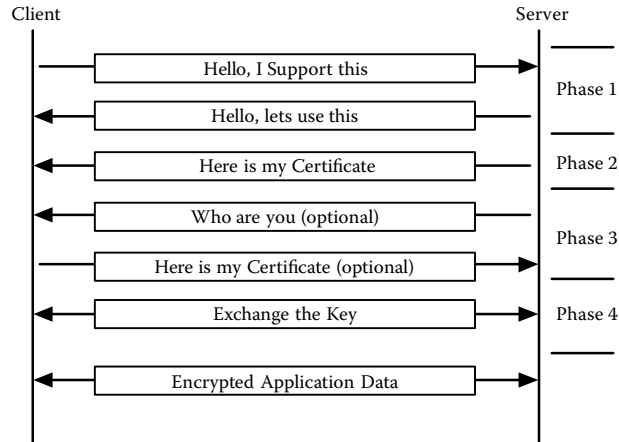 Client
Server
Hello, I Support this
Phase 1
Hello, lets use this
Here is my Certificate
Phase 2
Who are you (optional)
Phase 3
Here is my Certificate (optional)
Exchange the Key
Phase 4
Encrypted Application Data